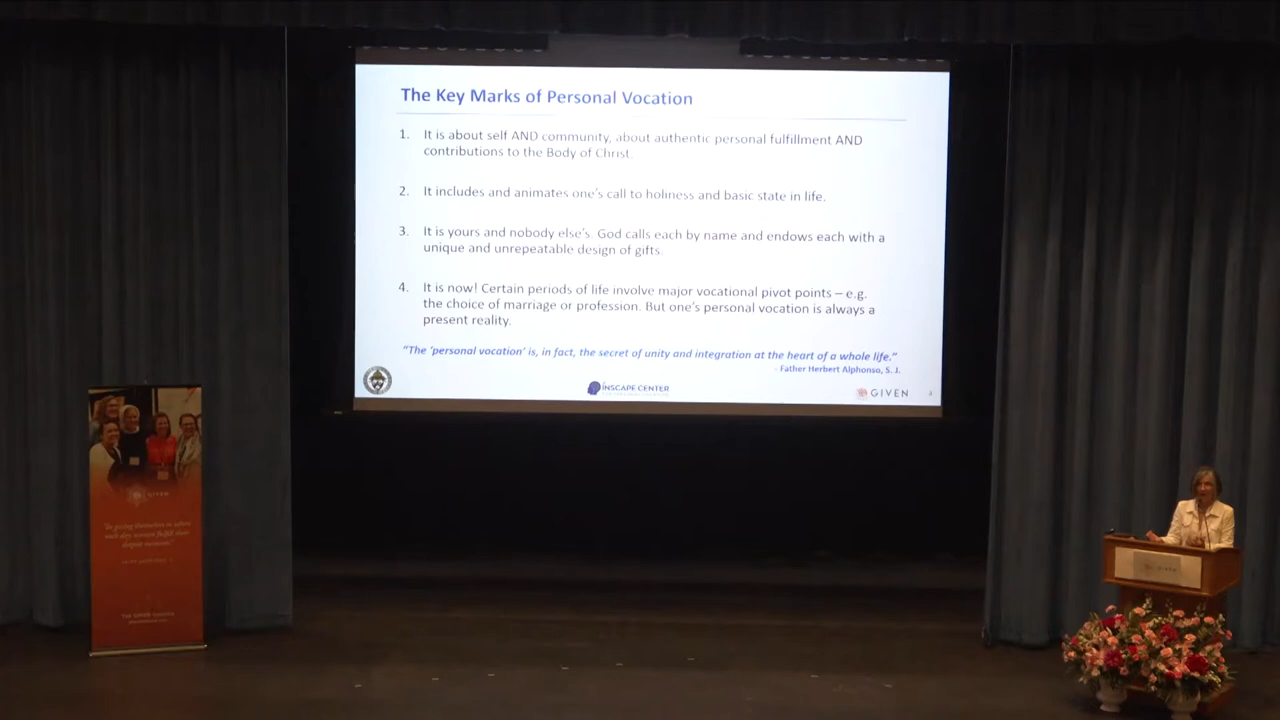 The Key Marks of Personal Vocation
1. It is about self AND community, about authentic personal fulfillment AND
contributions to the Body of Christ.
2. It includes and animates one's call to holiness and basic state in life.
3. It is yours and nobody else's. God calls each by name and endows each with a
unique and unrepeatable design of gifts.
4. It is now! Certain periods of life involve major vocational pivot points – e.g.
the choice of marriage or profession. But one's personal vocation is always a
present reality.
"The 'personal vocation' is, in fact, the secret of unity and integration at the heart of a whole life."
- Father Herbert Alphonso, S. J.
INSCAPE CENTER
GIVEN
4
GIVEN
GIVEN